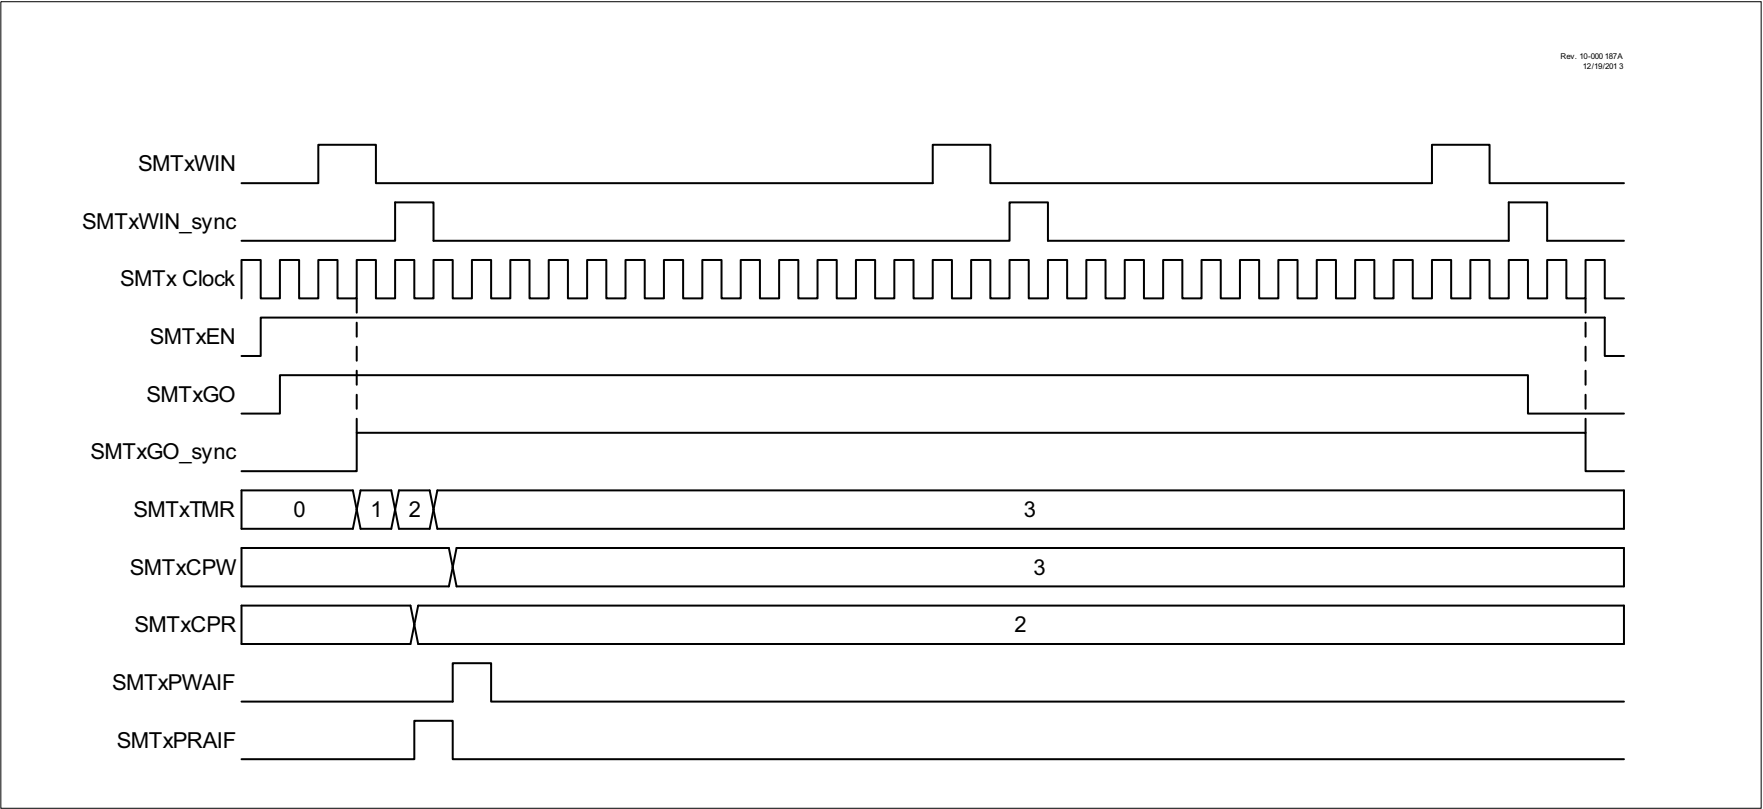 Rev. 10-000 187A
12/19/201 3
SMTxWIN
SMTxWIN_sync
SMTx Clock
SMTxEN
SMTxGO
SMTxGO_sync
SMTxTMR 0 1 2 3
SMTxCPW 3
SMTxCPR 2
SMTxPWAIF
SMTxPRAIF